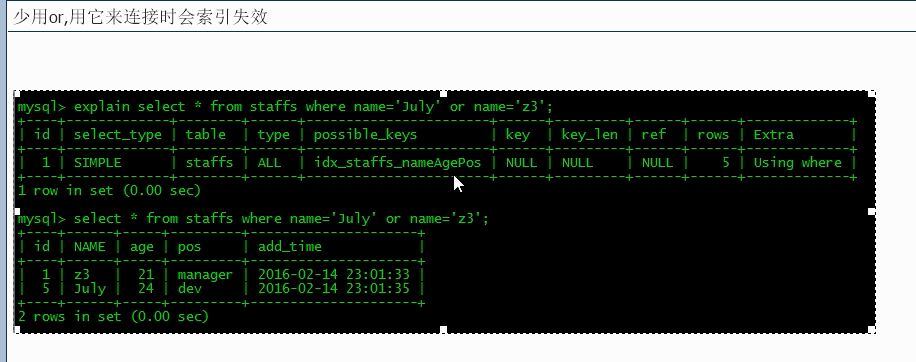 少用or,用它来连接时会索引失效
mysql> explain select * from staffs where name='July' or name='z3';
+----+-------------+--------+------+-----------------------+------+---------+------+------+-------------+
| id | select_type | table  | type | possible_keys         | key  | key_len | ref  | rows | Extra       |
+----+-------------+--------+------+-----------------------+------+---------+------+------+-------------+
|  1 | SIMPLE      | staffs | ALL  | idx_staffs_nameAgePos | NULL | NULL    | NULL |    5 | Using where |
+----+-------------+--------+------+-----------------------+------+---------+------+------+-------------+
1 row in set (0.00 sec)
mysql> select * from staffs where name='July' or name='z3';
+----+------+-----+---------+---------------------+
| id | NAME | age | pos     | add_time            |
+----+------+-----+---------+---------------------+
|  1 | z3   |  21 | manager | 2016-02-14 23:01:33 |
|  5 | July |  24 | dev     | 2016-02-14 23:01:35 |
+----+------+-----+---------+---------------------+
2 rows in set (0.00 sec)